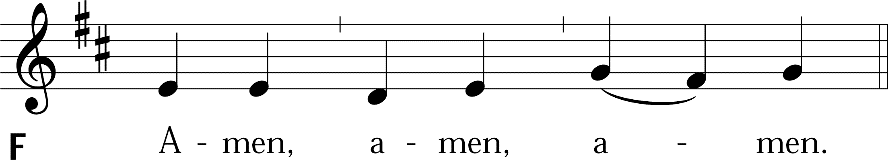 F A - men, a - men, a - men.